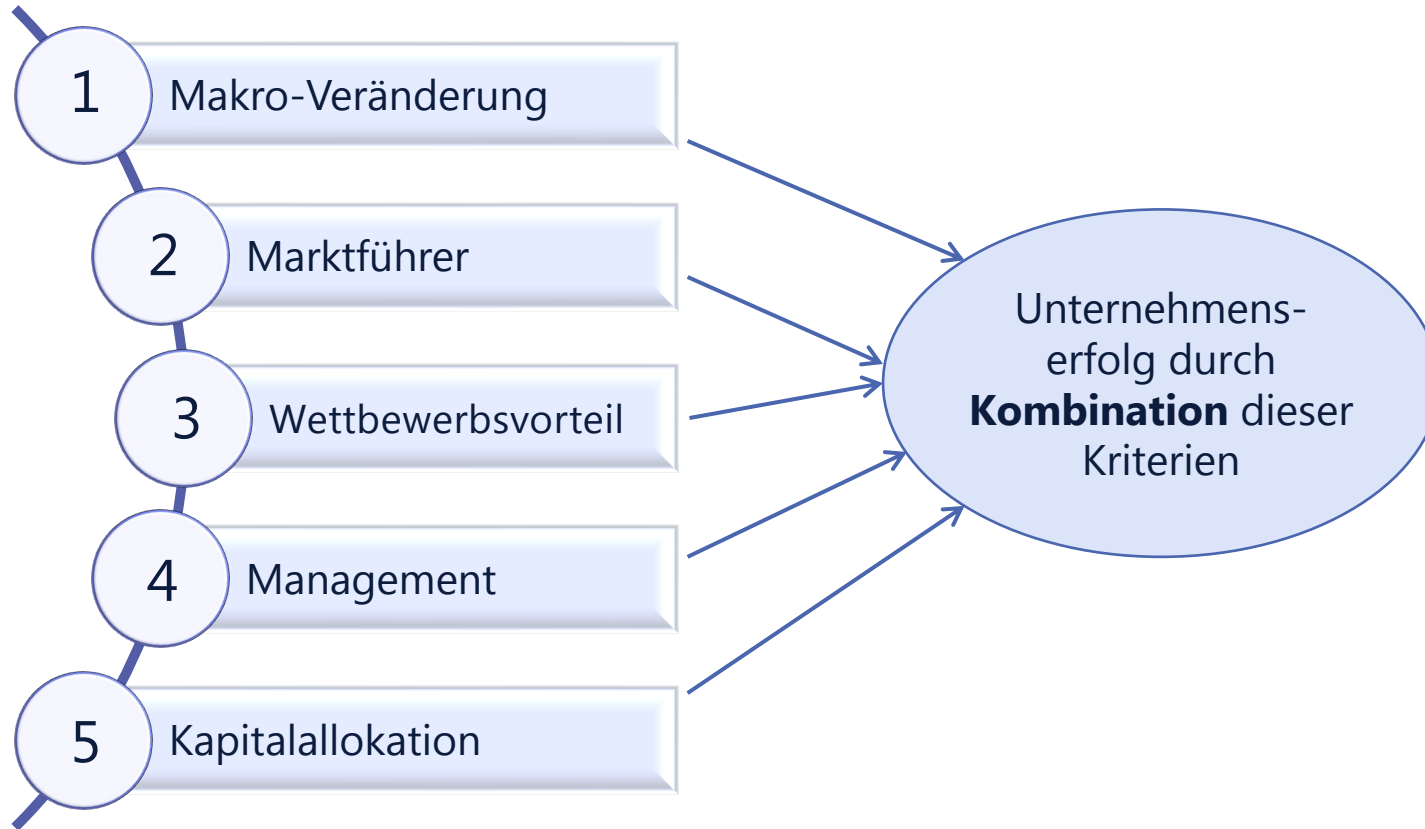 1
Makro-Veränderung
2
Marktführer
3
Wettbewerbsvorteil
4
Management
5
Kapitalallokation
Unternehmens-
erfolg durch
Kombination dieser
Kriterien